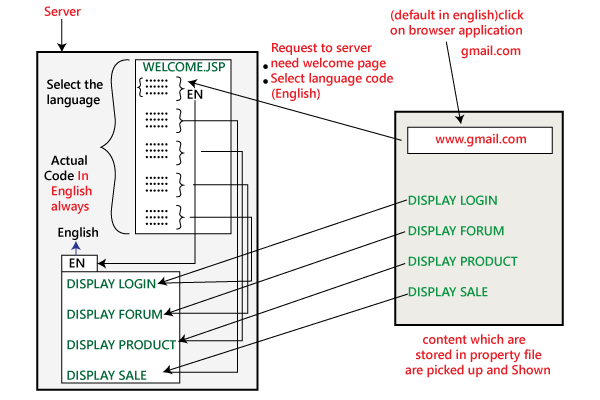 Server
(default in english)click
on browser application
gmail.com
WELCOME.JSP
Request to server
need welcome page
Select language code
(English)
Select the
language
EN
www.gmail.com
Actual
Code In
English
always
English
EN
DISPLAY LOGIN
DISPLAY FORUM
DISPLAY PRODUCT
DISPLAY SALE
DISPLAY LOGIN
DISPLAY FORUM
DISPLAY PRODUCT
DISPLAY SALE
content which are
stored in property file
are picked up and Shown